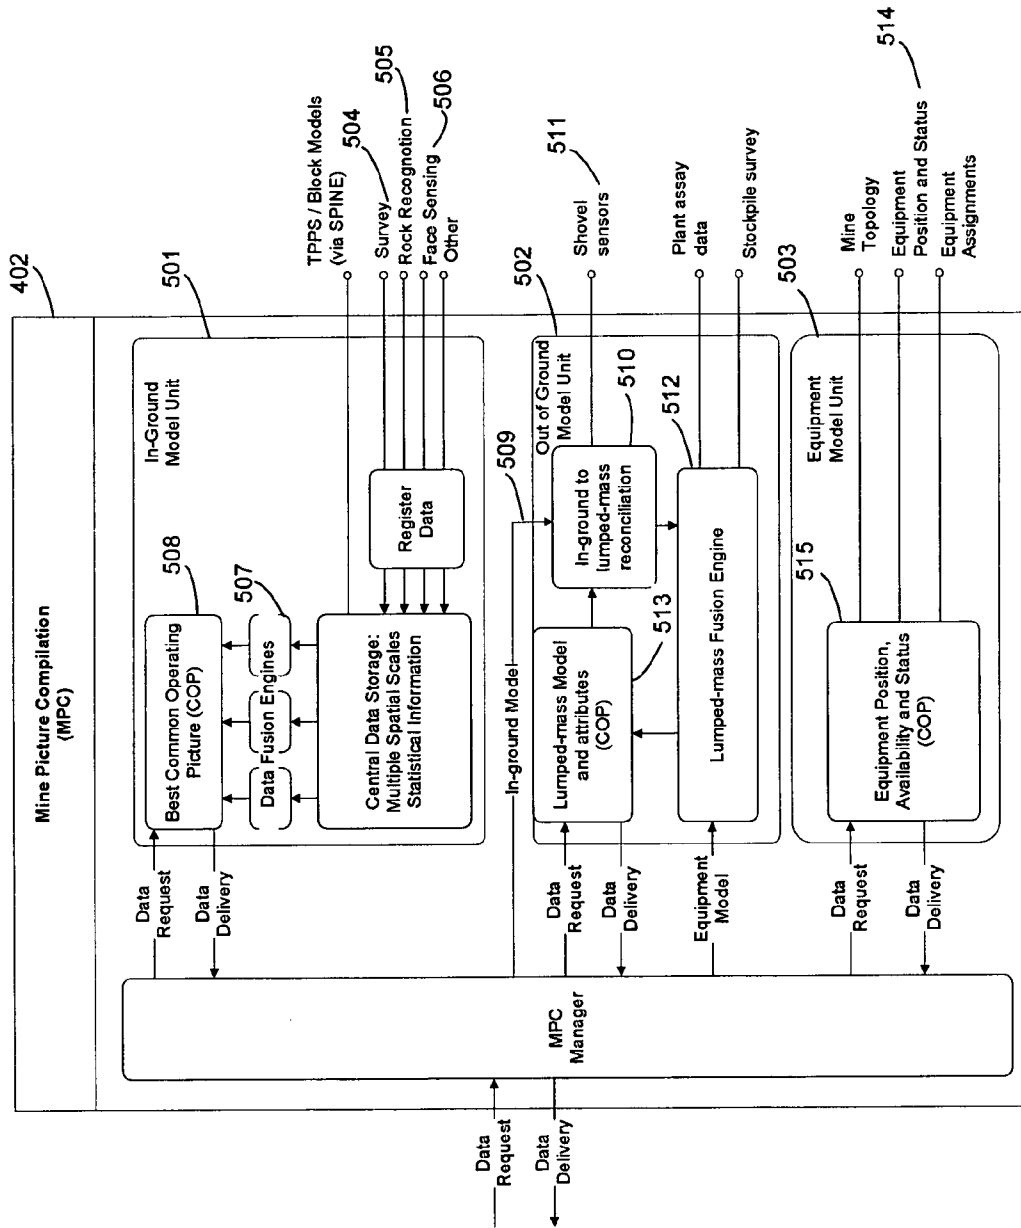 Mine Picture Compilation
(MPC)
402
501
In-Ground
Model Unit
508
Best Common Operating
Picture (COP)
507
Data Fusion Engines
Central Data Storage:
Multiple Spatial Scales
Statistical Information
Register
Data
TPPS / Block Models
(via SPINE)
504
Survey
505
Rock Recognotion
Face Sensing
506
Other
Data
Request
Data
Delivery
MPC
Manager
Data
Request
Data
Delivery
In-ground Model
509
502
Out of Ground
Model Unit
510
In-ground to
lumped-mass
reconciliation
511
Shovel
sensors
512
513
Lumped-mass Model
and attributes
(COP)
Lumped-mass Fusion Engine
Plant assay
data
Stockpile survey
Data
Request
Data
Delivery
Equipment
Model
503
Equipment
Model Unit
515
Equipment Position,
Availability and Status
(COP)
Mine
Topology
514
Equipment
Position and Status
Equipment
Assignments
Data
Request
Data
Delivery